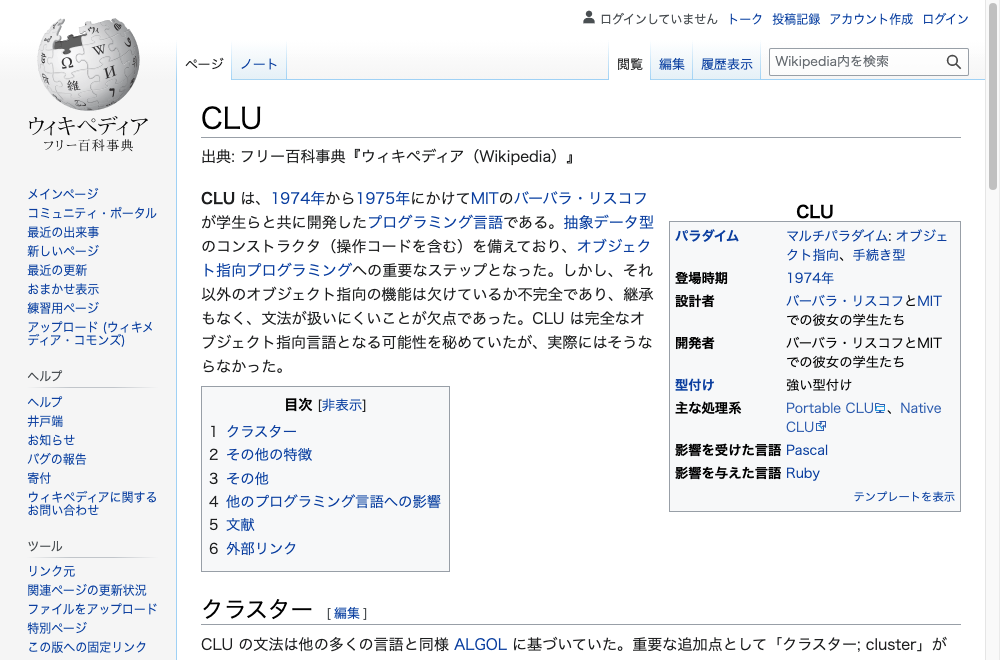 ログインしていません トーク 投稿記録 アカウント作成 ログイン
ページ ノート 閲覧 編集 履歴表示 Wikipedia内を検索
ウィキペディア
フリー百科事典
メインページ
コミュニティ・ポータル
最近の出来事
新しいページ
最近の更新
おまかせ表示
練習用ページ
アップロード (ウィキメ
ディア・コモンズ)
ヘルプ
ヘルプ
井戸端
お知らせ
バグの報告
寄付
ウィキペディアに関する
お問い合わせ
ツール
リンク元
関連ページの更新状況
ファイルをアップロード
特別ページ
この版への固定リンク
CLU
出典: フリー百科事典『ウィキペディア（Wikipedia）』
CLU は、1974年から1975年にかけてMITのバーバラ・リスコフ
が学生らと共に開発したプログラミング言語である。抽象データ型
のコンストラクタ（操作コードを含む）を備えており、オブジェク
ト指向プログラミングへの重要なステップとなった。しかし、それ
以外のオブジェクト指向の機能は欠けているか不完全であり、継承
もなく、文法が扱いにくいことが欠点であった。CLU は完全なオ
ブジェクト指向言語となる可能性を秘めていたが、実際にはそうな
らなかった。
CLU
パラダイム マルチパラダイム: オブジェ
クト指向、手続き型
登場時期 1974年
設計者 バーバラ・リスコフとMIT
での彼女の学生たち
開発者 バーバラ・リスコフとMIT
での彼女の学生たち
型付け 強い型付け
主な処理系 Portable CLU、Native
CLU
影響を受けた言語 Pascal
影響を与えた言語 Ruby
テンプレートを表示
目次 [非表示]
1 クラスター
2 その他の特徴
3 その他
4 他のプログラミング言語への影響
5 文献
6 外部リンク
クラスター [編集]
CLU の文法は他の多くの言語と同様 ALGOL に基づいていた。重要な追加点として「クラスター; cluster」が